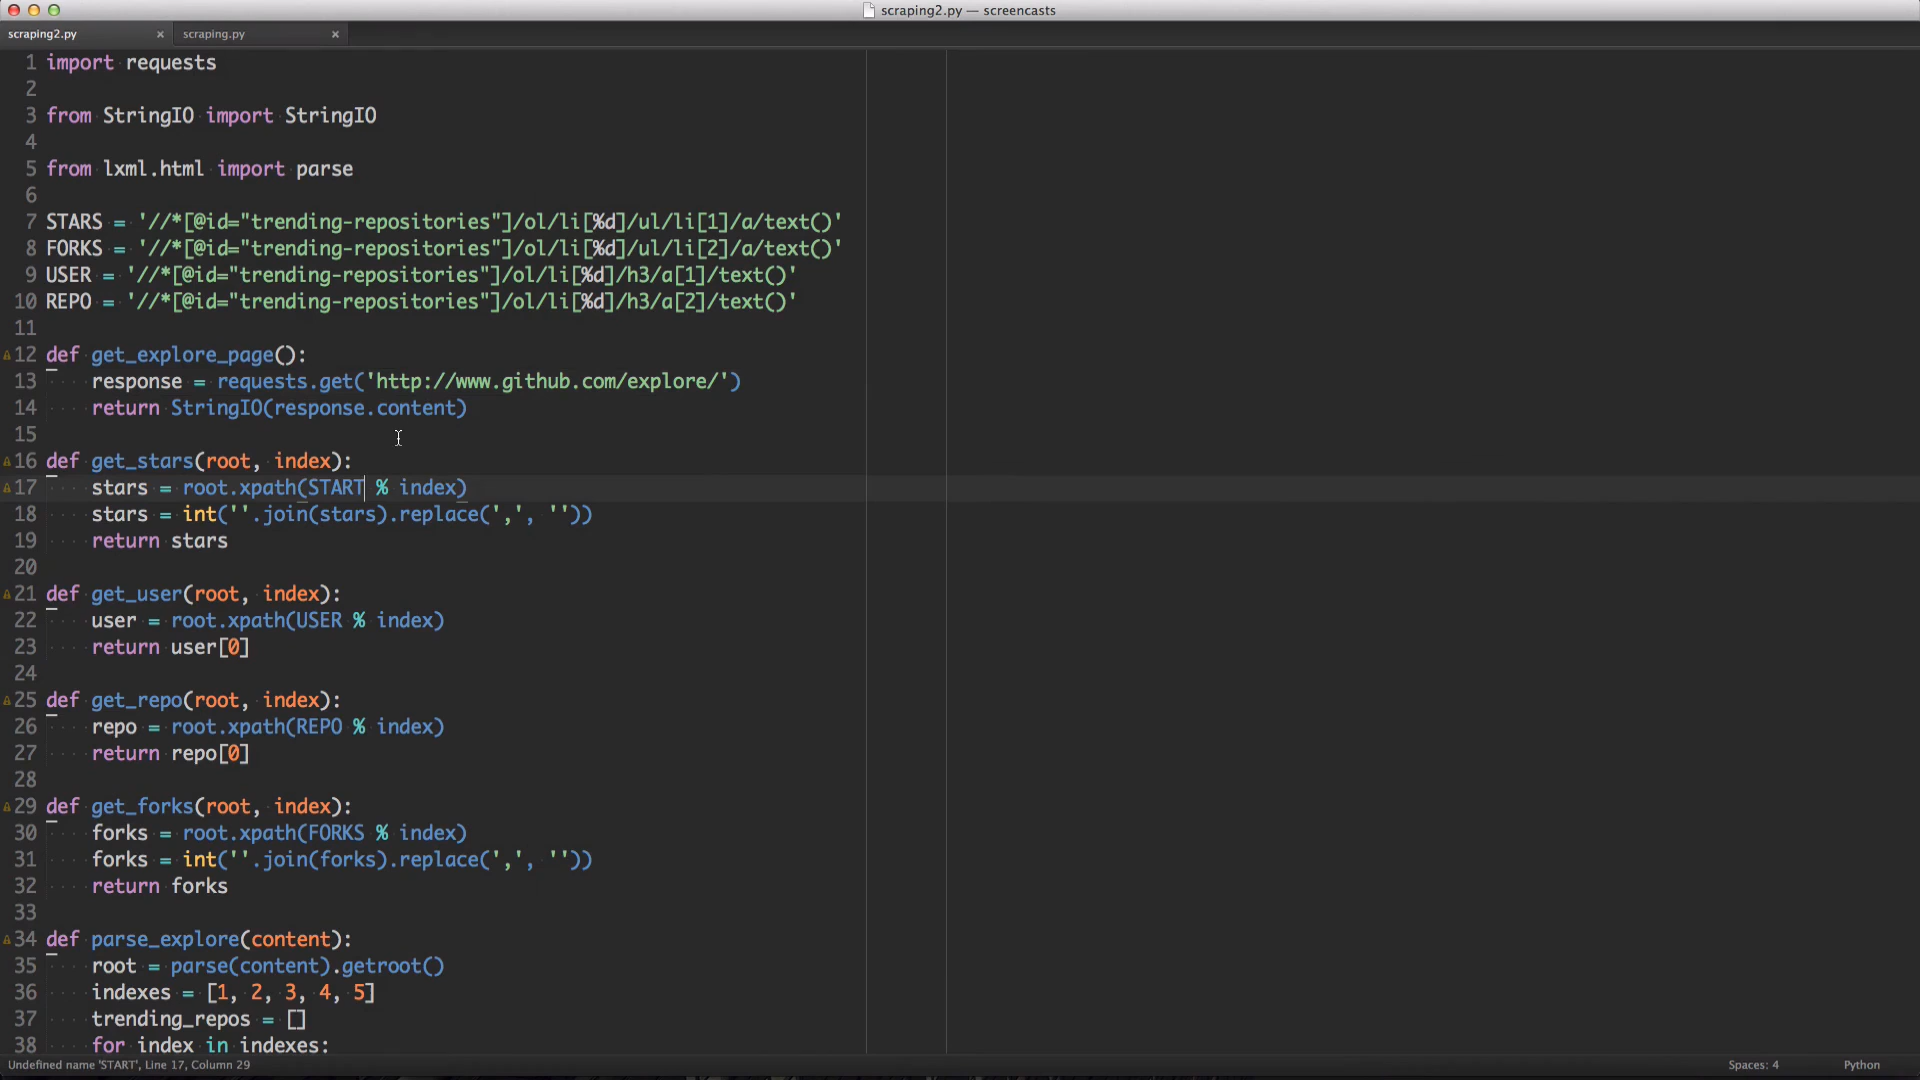 scraping2.py — screencasts
scraping2.py × scraping.py ×
1 import requests
2
3 from StringIO import StringIO
4
5 from lxml.html import parse
6
7 STARS = '//*[@id="trending-repositories"]/ol/li[%d]/ul/li[1]/a/text()'
8 FORKS = '//*[@id="trending-repositories"]/ol/li[%d]/ul/li[2]/a/text()'
9 USER = '//*[@id="trending-repositories"]/ol/li[%d]/h3/a[1]/text()'
10 REPO = '//*[@id="trending-repositories"]/ol/li[%d]/h3/a[2]/text()'
11
12 def get_explore_page():
13     response = requests.get('http://www.github.com/explore/')
14     return StringIO(response.content)
15
16 def get_stars(root, index):
17     stars = root.xpath(START % index)
18     stars = int(''.join(stars).replace(',', ''))
19     return stars
20
21 def get_user(root, index):
22     user = root.xpath(USER % index)
23     return user[0]
24
25 def get_repo(root, index):
26     repo = root.xpath(REPO % index)
27     return repo[0]
28
29 def get_forks(root, index):
30     forks = root.xpath(FORKS % index)
31     forks = int(''.join(forks).replace(',', ''))
32     return forks
33
34 def parse_explore(content):
35     root = parse(content).getroot()
36     indexes = [1, 2, 3, 4, 5]
37     trending_repos = []
38     for index in indexes:
Undefined name 'START', Line 17, Column 29 Spaces: 4 Python